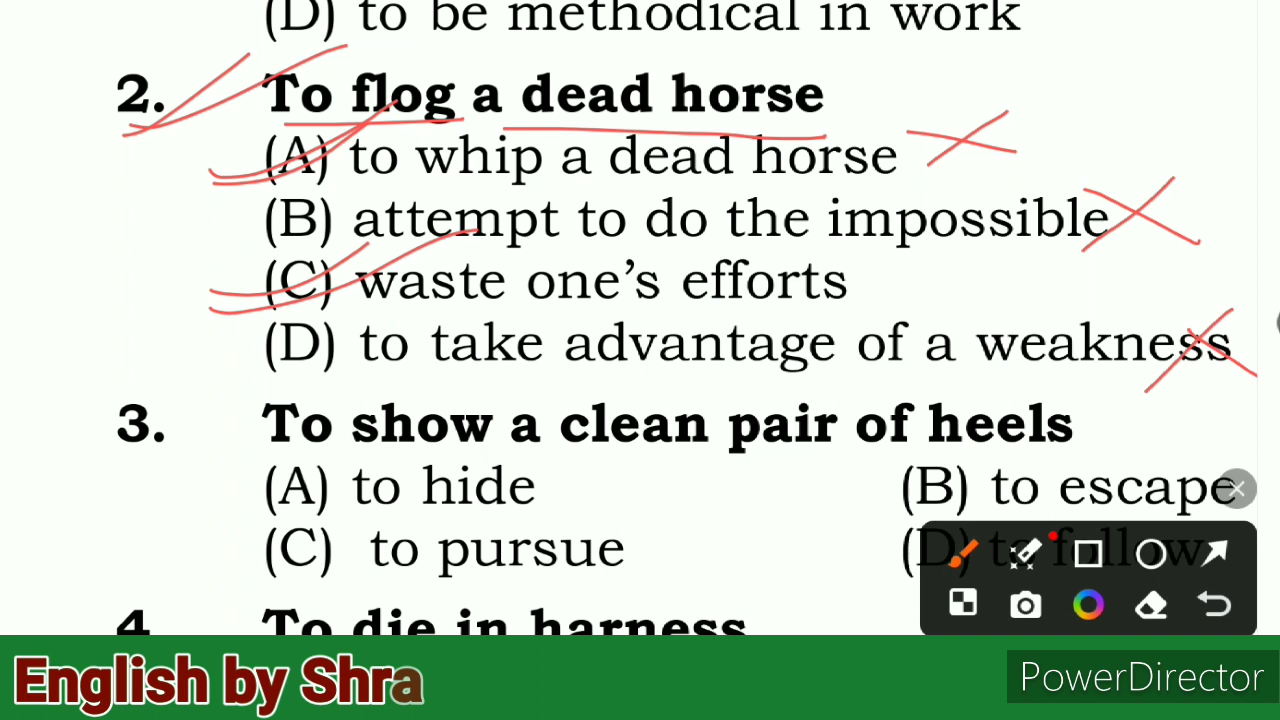 (D) to be methodical in work
2. To flog a dead horse
(A) to whip a dead horse
(B) attempt to do the impossible
(C) waste one's efforts
(D) to take advantage of a weakness
3. To show a clean pair of heels
(A) to hide (B) to escape
(C) to pursue (D) to follow
4 To die in harness
English by Shra
PowerDirector